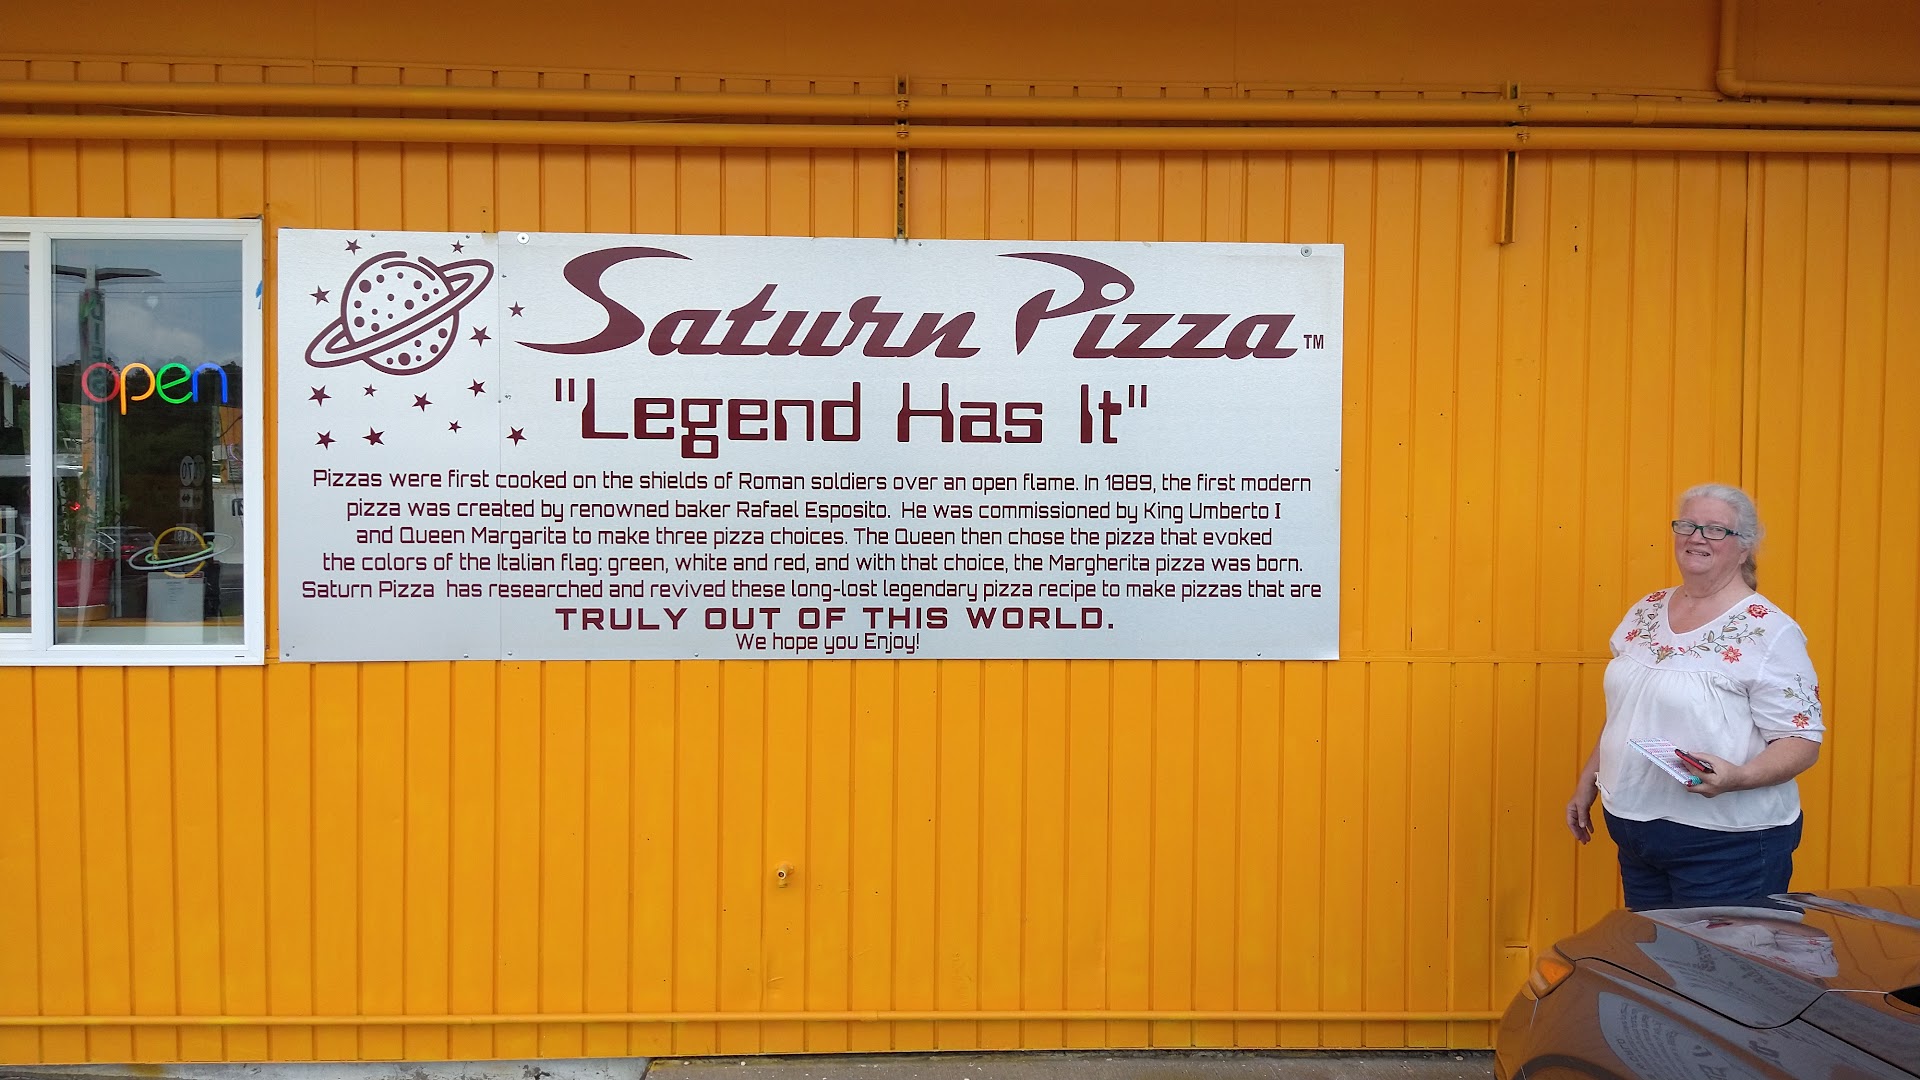 open
Saturn Pizza TM
"Legend Has It"
Pizzas were first cooked on the shields of Roman soldiers over an open flame. In 1889, the first modern
pizza was created by renowned baker Rafael Esposito. He was commissioned by King Umberto I
and Queen Margarita to make three pizza choices. The Queen then chose the pizza that evoked
the colors of the Italian flag: green, white and red, and with that choice, the Margherita pizza was born.
Saturn Pizza has researched and revived these long-lost legendary pizza recipe to make pizzas that are
TRULY OUT OF THIS WORLD.
We hope you Enjoy!